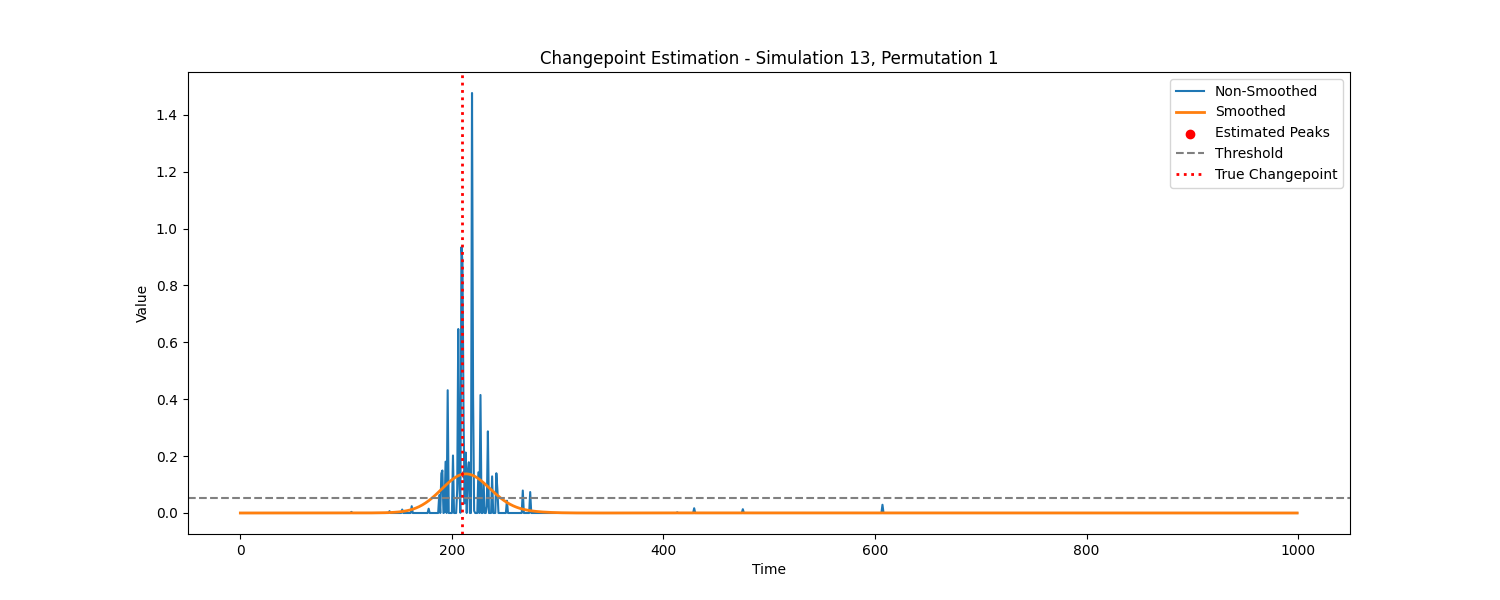 Changepoint Estimation - Simulation 13, Permutation 1
Non-Smoothed
Smoothed
Estimated Peaks
Threshold
True Changepoint
Value
1.4
1.2
1.0
0.8
0.6
0.4
0.2
0.0
0 200 400 600 800 1000
Time